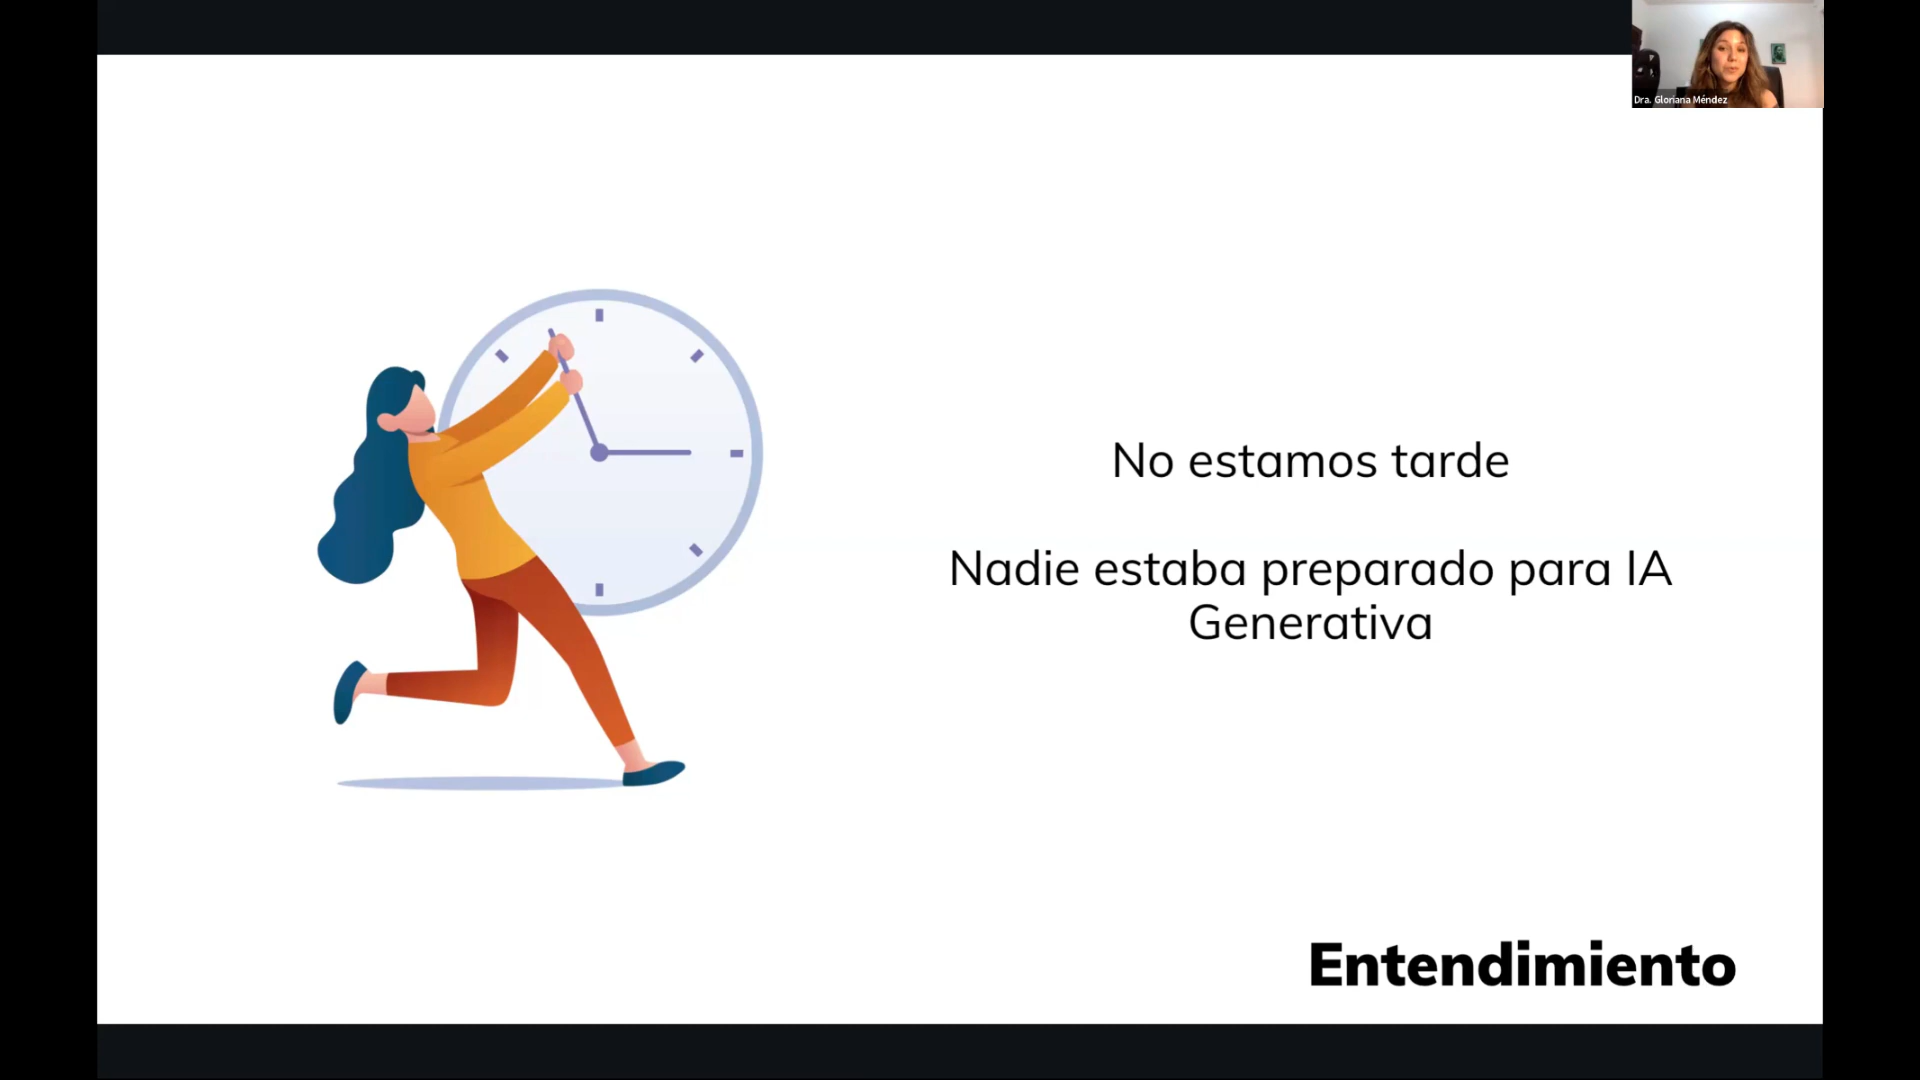 Dra. Gloriana Méndez
No estamos tarde
Nadie estaba preparado para IA
Generativa
Entendimiento